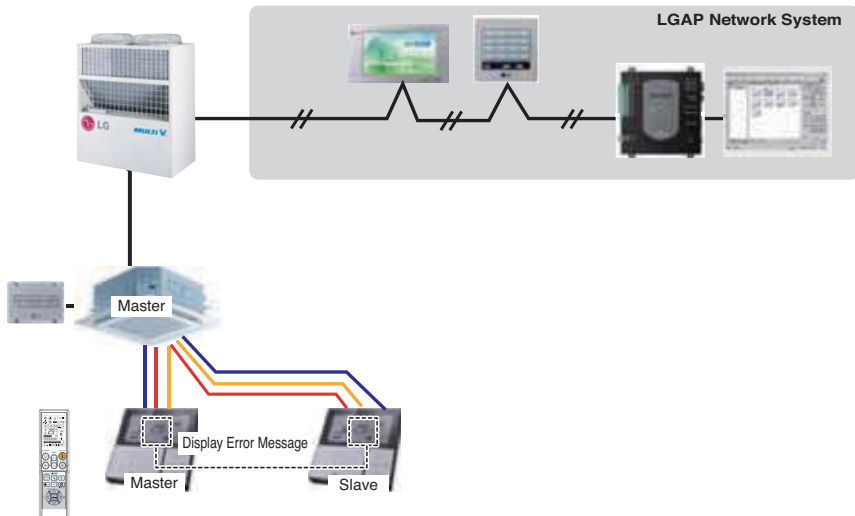 LGAP Network System
LG
MULTI V
Master
Display Error Message
Master
Slave